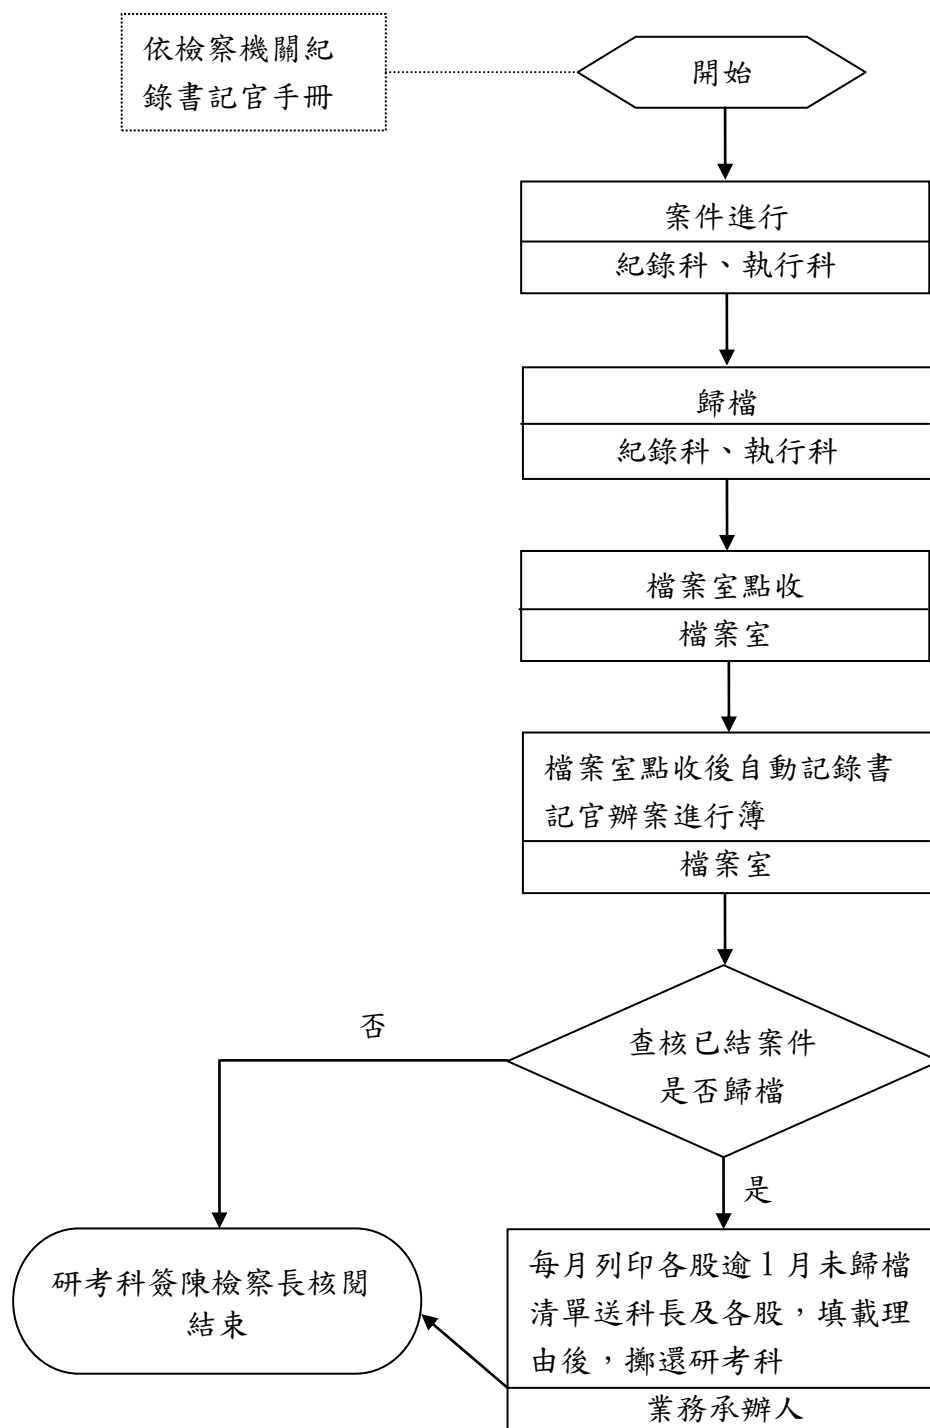 依檢察機關紀
錄書記官手冊
開始
案件進行
紀錄科、執行科
歸檔
紀錄科、執行科
檔案室點收
檔案室
檔案室點收後自動記錄書
記官辦案進行簿
檔案室
查核已結案件
是否歸檔
否
是
研考科簽陳檢察長核閱
結束
每月列印各股逾1月未歸檔
清單送科長及各股，填載理
由後，擲還研考科
業務承辦人